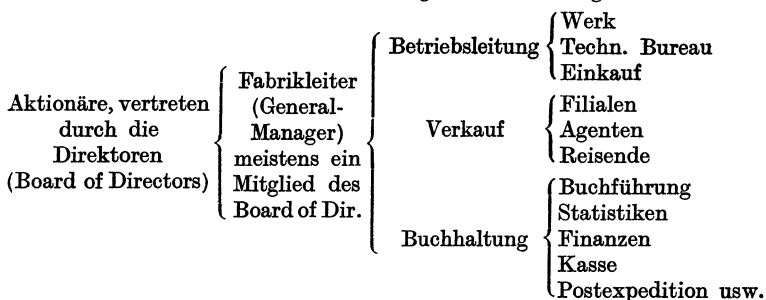 Aktionäre, vertreten
durch die
Direktoren
(Board of Directors)
Fabrikleiter
(General-
Manager)
meistens ein
Mitglied des
Board of Dir.
Betriebsleitung
Werk
Techn. Bureau
Einkauf
Verkauf
Filialen
Agenten
Reisende
Buchhaltung
Buchführung
Statistiken
Finanzen
Kasse
Postexpedition usw.